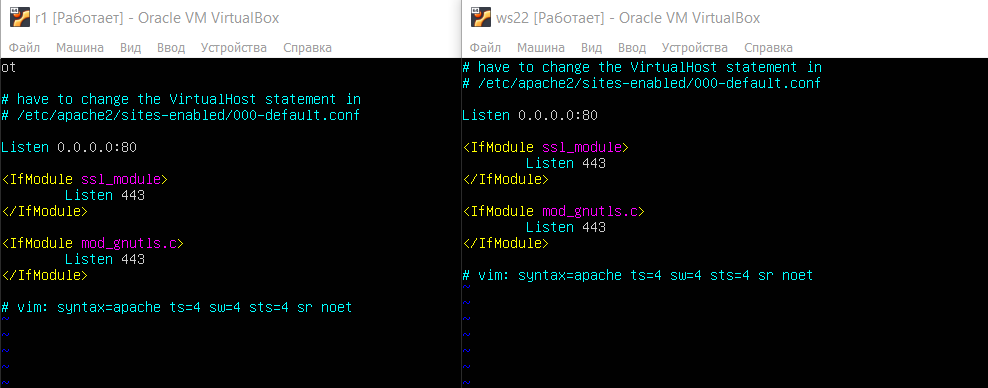 r1 [Работает] - Oracle VM VirtualBox
Файл Машина Вид Ввод Устройства Справка
ot
# have to change the VirtualHost statement in
# /etc/apache2/sites-enabled/000-default.conf
Listen 0.0.0.0:80
<IfModule ssl_module>
Listen 443
</IfModule>
<IfModule mod_gnutls.c>
Listen 443
</IfModule>
# vim: syntax=apache ts=4 sw=4 sts=4 sr noet
~
~
~
~
~
ws22 [Работает] - Oracle VM VirtualBox
Файл Машина Вид Ввод Устройства Справка
# have to change the VirtualHost statement in
# /etc/apache2/sites-enabled/000-default.conf
Listen 0.0.0.0:80
<IfModule ssl_module>
Listen 443
</IfModule>
<IfModule mod_gnutls.c>
Listen 443
</IfModule>
# vim: syntax=apache ts=4 sw=4 sts=4 sr noet
~
~
~
~
~
~
~